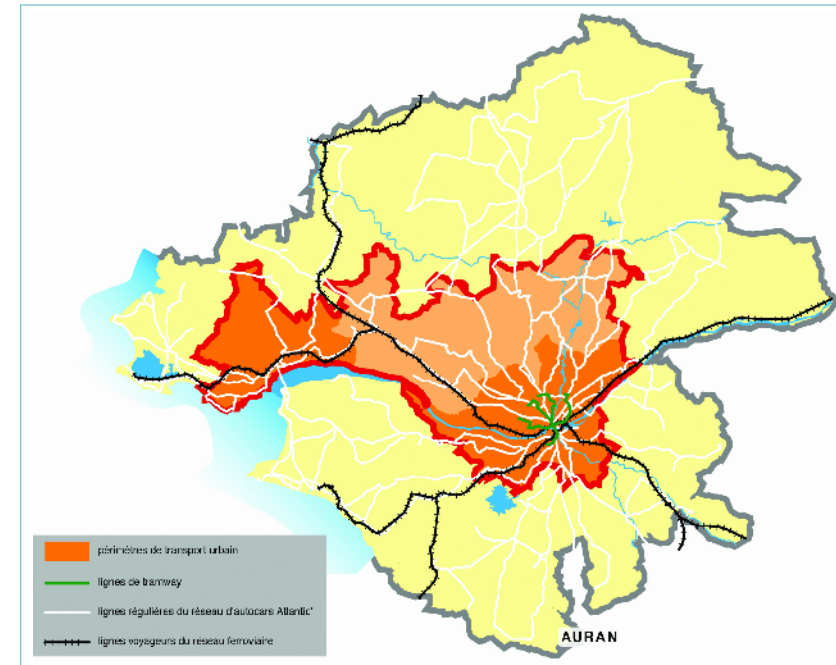 périmètres de transport urbain
lignes de tramway
lignes régulières du réseau d'autocars Atlantic'
lignes voyageurs du réseau ferroviaire
AURAN